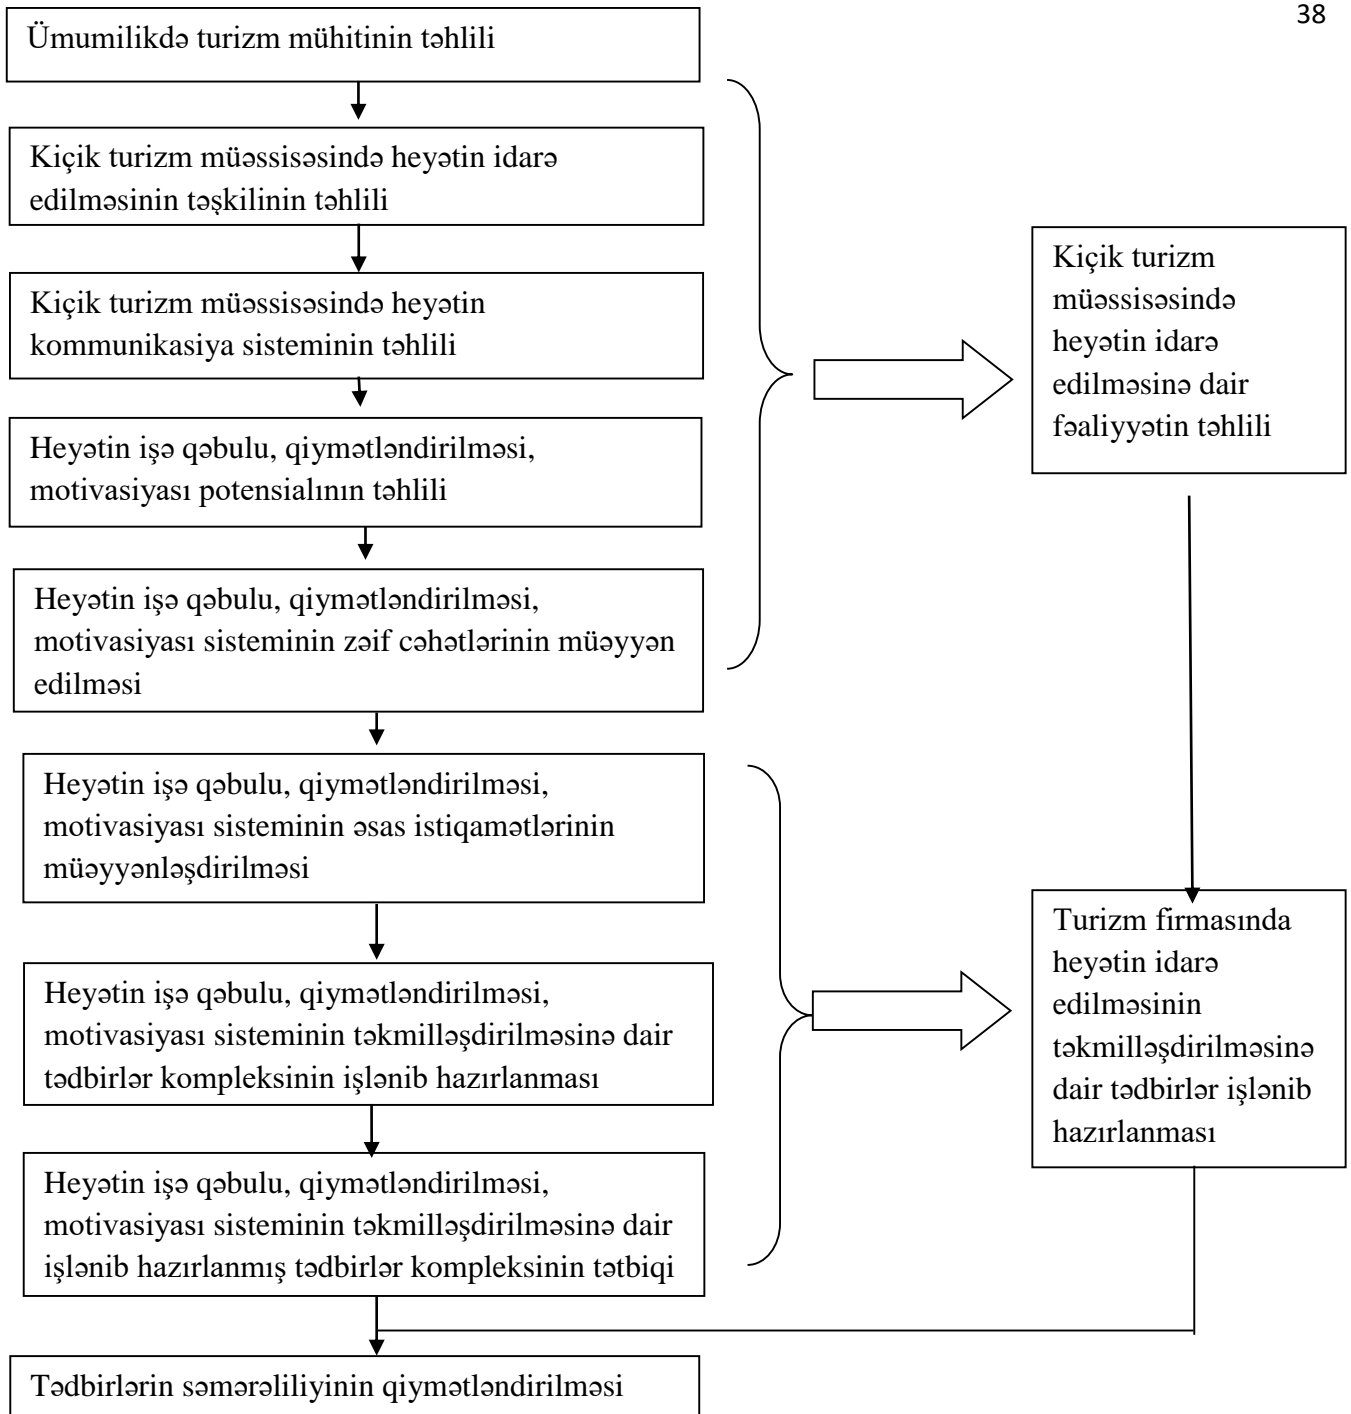 38
Ümumilikdə turizm mühitinin təhlili
Kiçik turizm müəssisəsində heyətin idarə
edilməsinin təşkilinin təhlili
Kiçik turizm müəssisəsində heyətin
kommunikasiya sisteminin təhlili
Heyətin işə qəbulu, qiymətləndirilməsi,
motivasiyası potensialının təhlili
Heyətin işə qəbulu, qiymətləndirilməsi,
motivasiyası sisteminin zəif cəhətlərinin müəyyən
edilməsi
Kiçik turizm
müəssisəsində
heyətin idarə
edilməsinə dair
fəaliyyətin təhlili
Heyətin işə qəbulu, qiymətləndirilməsi,
motivasiyası sisteminin əsas istiqamətlərinin
müəyyənləşdirilməsi
Heyətin işə qəbulu, qiymətləndirilməsi,
motivasiyası sisteminin təkmilləşdirilməsinə dair
tədbirlər kompleksinin işlənib hazırlanması
Heyətin işə qəbulu, qiymətləndirilməsi,
motivasiyası sisteminin təkmilləşdirilməsinə dair
işlənib hazırlanmış tədbirlər kompleksinin tətbiqi
Turizm firmasında
heyətin idarə
edilməsinin
təkmilləşdirilməsinə
dair tədbirlər işlənib
hazırlanması
Tədbirlərin səmərəliliyinin qiymətləndirilməsi